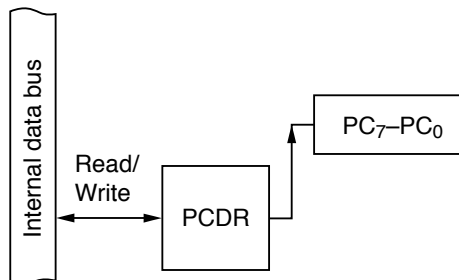 Internal data bus
Read/
Write
PCDR
PC₇–PC₀